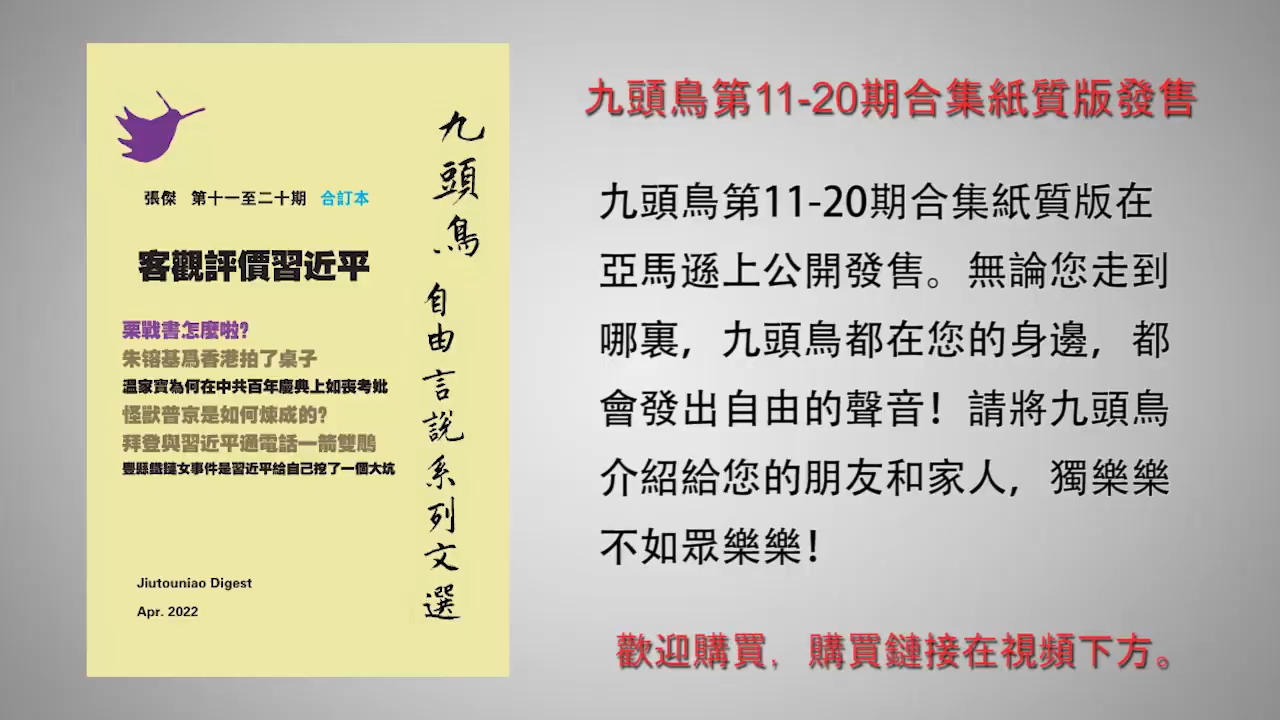 九頭鳥 自由言說系列文選
張傑 第十一至二十期 合訂本
客觀評價習近平
栗戰書怎麼啦?
朱镕基爲香港拍了桌子
溫家寶為何在中共百年慶典上如喪考妣
怪獸普京是如何煉成的?
拜登與習近平通電話一箭雙鵰
豐縣鐵鏈女事件是習近平給自己挖了一個大坑
Jiutouniao Digest
Apr. 2022
九頭鳥第11-20期合集紙質版發售
九頭鳥第11-20期合集紙質版在
亞馬遜上公開發售。無論您走到
哪裏，九頭鳥都在您的身邊，都
會發出自由的聲音！請將九頭鳥
介紹給您的朋友和家人，獨樂樂
不如眾樂樂！
歡迎購買，購買鏈接在視頻下方。